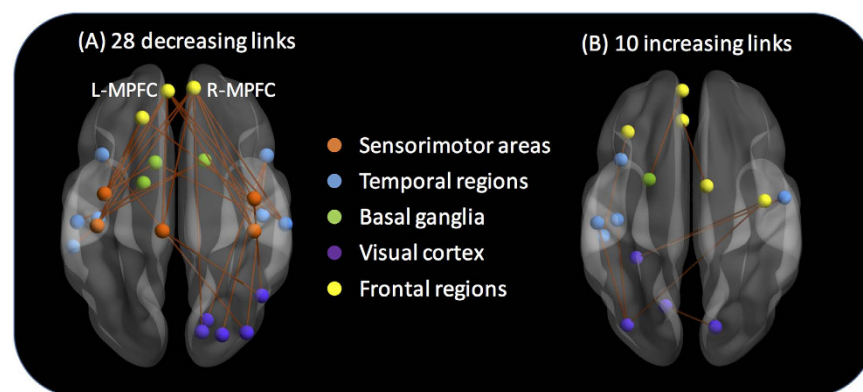 (A) 28 decreasing links
(B) 10 increasing links
L-MPFC
R-MPFC
Sensorimotor areas
Temporal regions
Basal ganglia
Visual cortex
Frontal regions